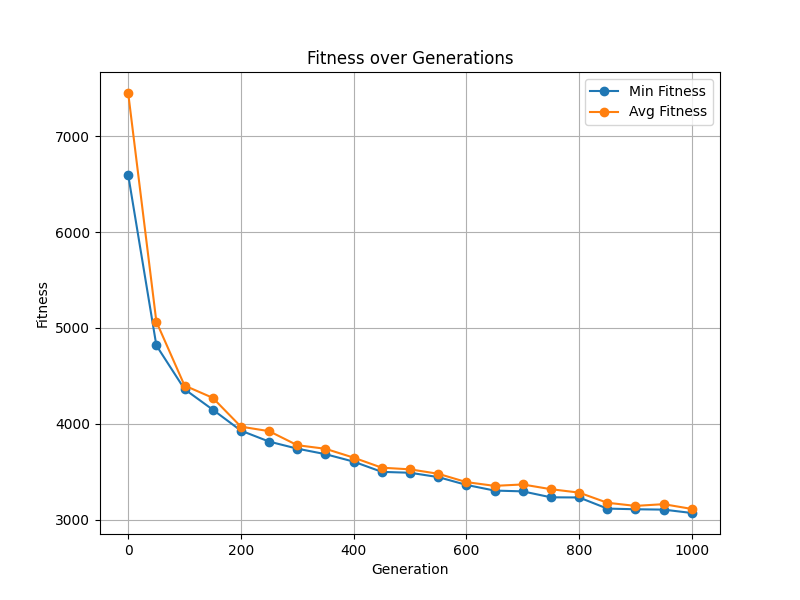 Fitness over Generations
Min Fitness
Avg Fitness
Fitness
7000
6000
5000
4000
3000
0 200 400 600 800 1000
Generation